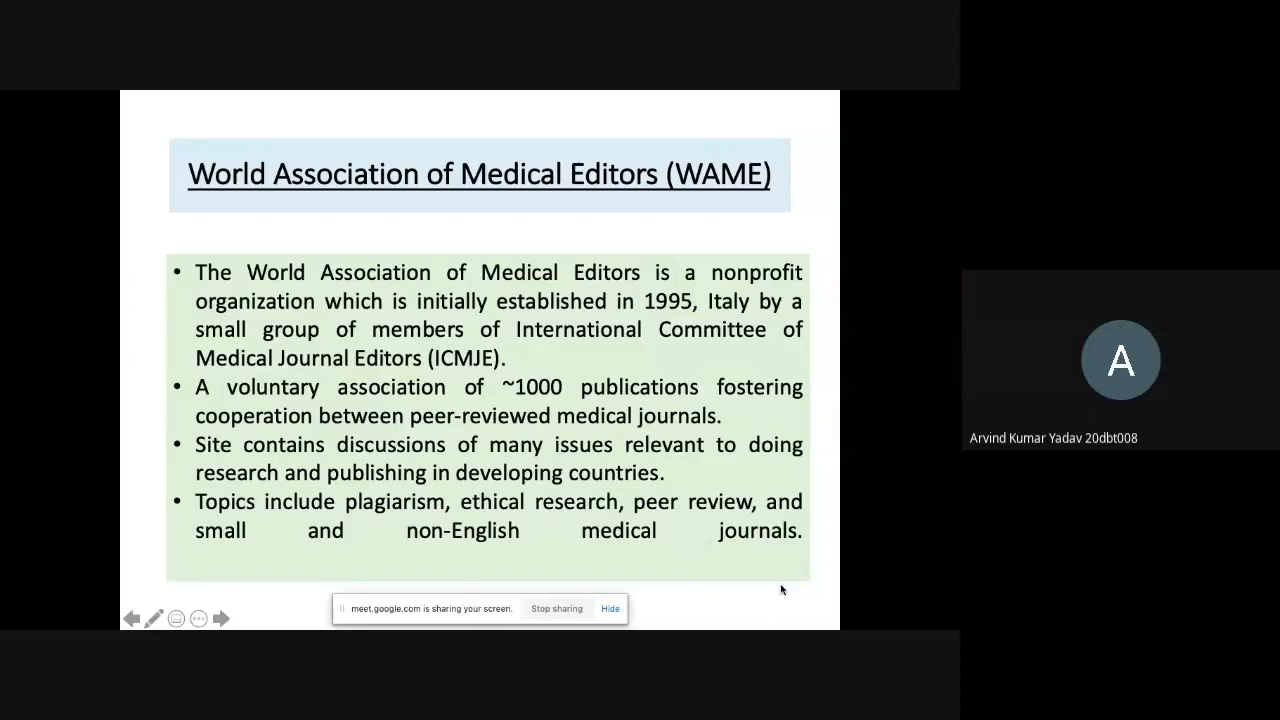 World Association of Medical Editors (WAME)
• The World Association of Medical Editors is a nonprofit
organization which is initially established in 1995, Italy by a
small group of members of International Committee of
Medical Journal Editors (ICMJE).
• A voluntary association of ~1000 publications fostering
cooperation between peer-reviewed medical journals.
• Site contains discussions of many issues relevant to doing
research and publishing in developing countries.
• Topics include plagiarism, ethical research, peer review, and
small and non-English medical journals.
meet.google.com is sharing your screen. Stop sharing Hide
A
Arvind Kumar Yadav 20dbt008